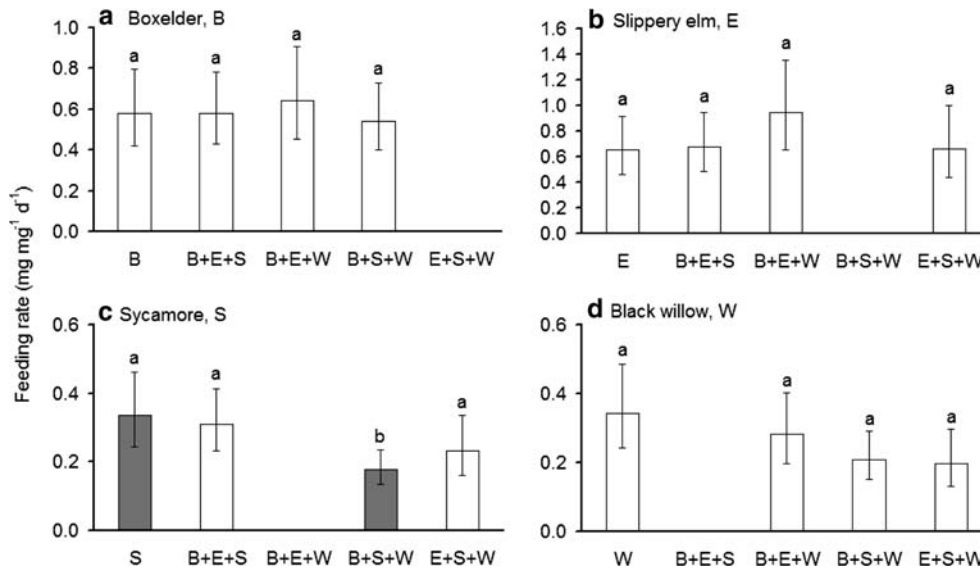 Feeding rate (mg mg⁻¹ d⁻¹)
a Boxelder, B
1.0
0.8
0.6
0.4
0.2
0.0
a a a a
B B+E+S B+E+W B+S+W E+S+W
b Slippery elm, E
1.6
1.4
1.2
1.0
0.8
0.6
0.4
0.2
0.0
a a a a
E B+E+S B+E+W B+S+W E+S+W
c Sycamore, S
0.6
0.4
0.2
0.0
a a b a
S B+E+S B+E+W B+S+W E+S+W
d Black willow, W
0.6
0.4
0.2
0.0
a a a a
W B+E+S B+E+W B+S+W E+S+W